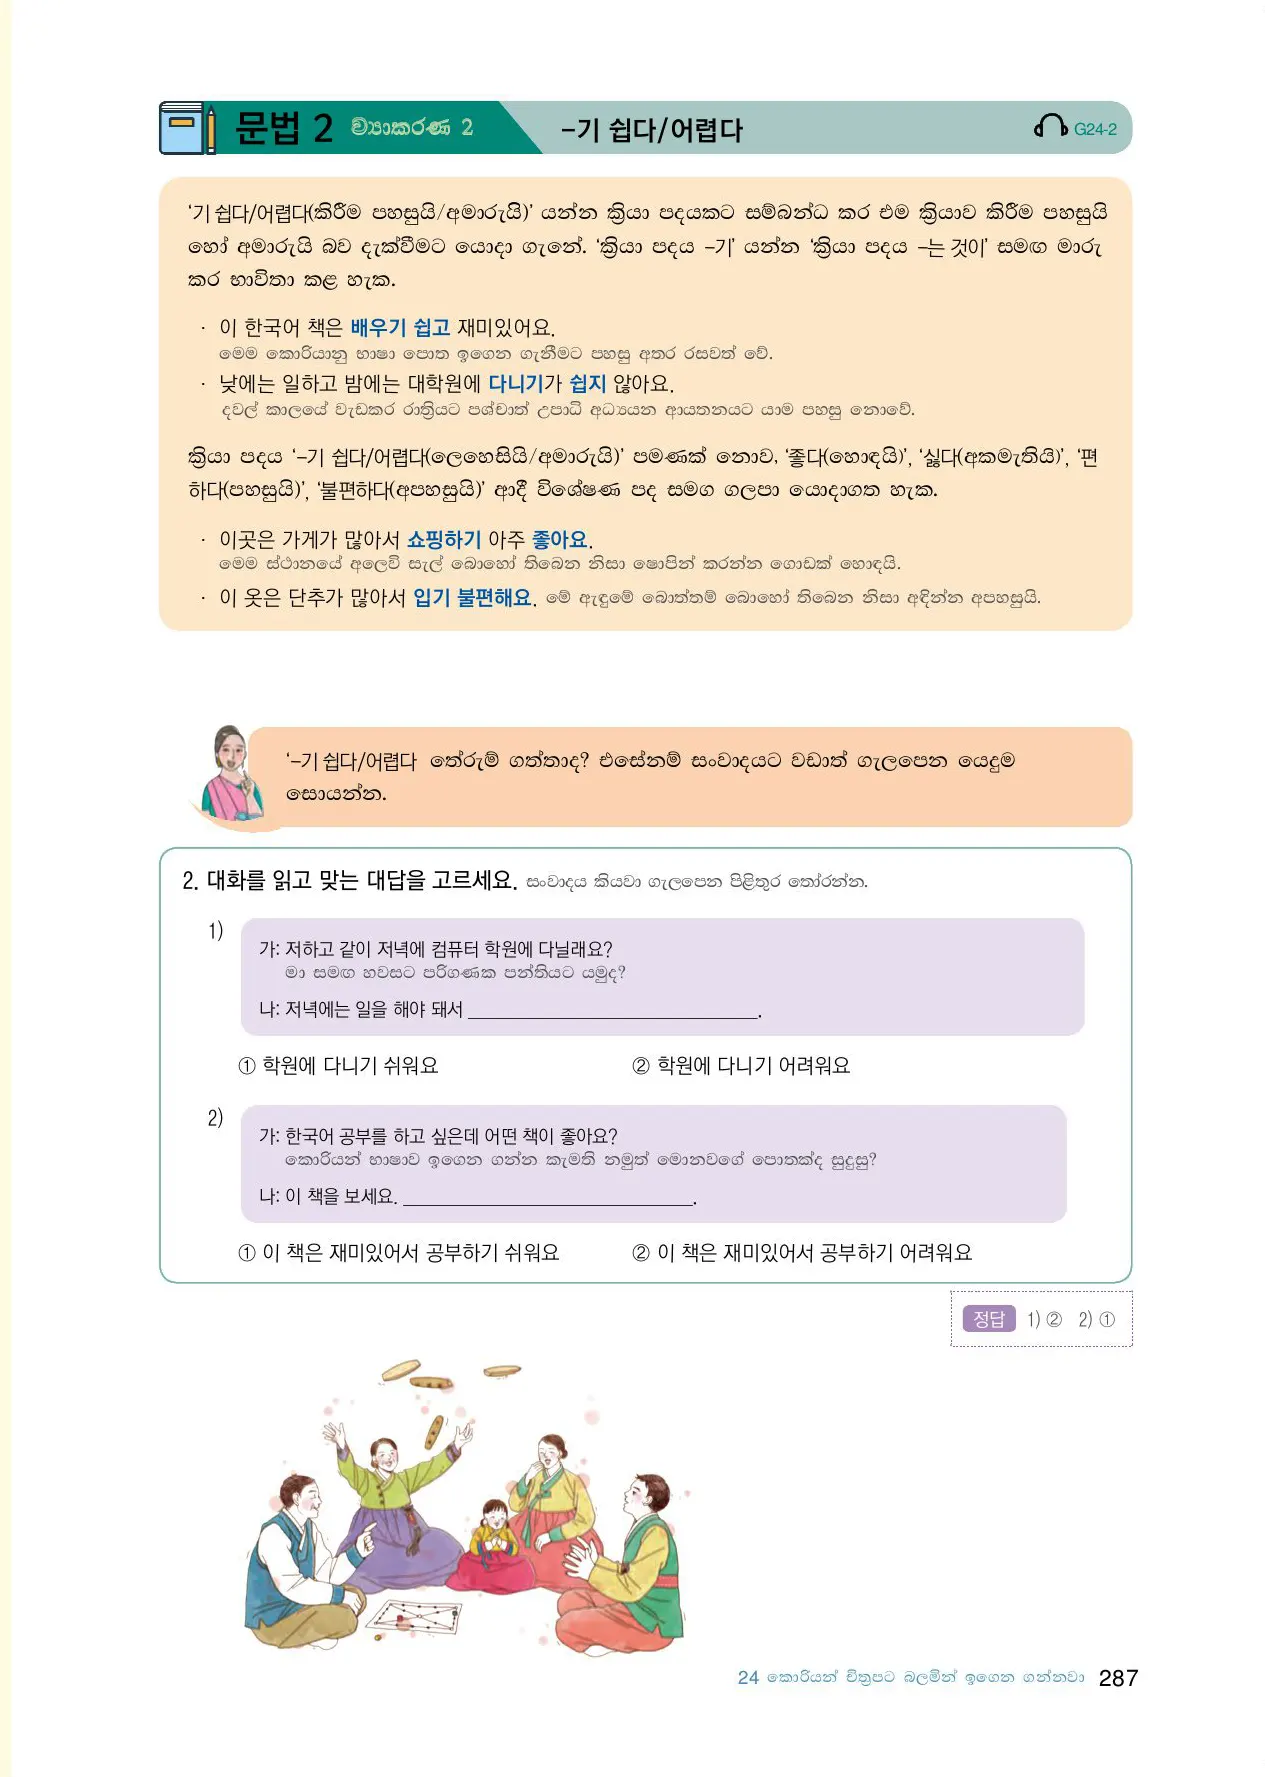 문법 2 ව්‍යාකරණ 2 -기 쉽다/어렵다 G24-2
‘기 쉽다/어렵다(කිරීම පහසුයි/අමාරුයි)’ යන්න ක්‍රියා පදයකට සම්බන්ධ කර එම ක්‍රියාව කිරීම පහසුයි
හෝ අමාරුයි බව දැක්වීමට යොදා ගැනේ. ‘ක්‍රියා පදය -기’ යන්න ‘ක්‍රියා පදය -는 것이’ සමඟ මාරු
කර භාවිතා කළ හැක.
· 이 한국어 책은 배우기 쉽고 재미있어요.
මෙම කොරියානු භාෂා පොත ඉගෙන ගැනීමට පහසු අතර රසවත් වේ.
· 낮에는 일하고 밤에는 대학원에 다니기가 쉽지 않아요.
දවල් කාලයේ වැඩකර රාත්‍රියට පශ්චාත් උපාධි අධ්‍යයන ආයතනයට යාම පහසු නොවේ.
ක්‍රියා පදය ‘-기 쉽다/어렵다(ලෙහෙසියි/අමාරුයි)’ පමණක් නොව, ‘좋다(හොඳයි)’, ‘싫다(අකමැතියි)’, ‘편
하다(පහසුයි)’, ‘불편하다(අපහසුයි)’ ආදී විශේෂණ පද සමග ගලපා යොදාගත හැක.
· 이곳은 가게가 많아서 쇼핑하기 아주 좋아요.
මෙම ස්ථානයේ අලෙවි සැල් බොහෝ තිබෙන නිසා ෂොපින් කරන්න ගොඩක් හොඳයි.
· 이 옷은 단추가 많아서 입기 불편해요. මේ ඇඳුමේ බොත්තම් බොහෝ තිබෙන නිසා අඳින්න අපහසුයි.
‘-기 쉽다/어렵다 තේරුම් ගත්තාද? එසේනම් සංවාදයට වඩාත් ගැලපෙන යෙදුම
සොයන්න.
2. 대화를 읽고 맞는 대답을 고르세요. සංවාදය කියවා ගැලපෙන පිළිතුර තෝරන්න.
1)
가: 저하고 같이 저녁에 컴퓨터 학원에 다닐래요?
මා සමඟ හවසට පරිගණක පන්තියට යමුද?
나: 저녁에는 일을 해야 돼서 ______________________________.
① 학원에 다니기 쉬워요 ② 학원에 다니기 어려워요
2)
가: 한국어 공부를 하고 싶은데 어떤 책이 좋아요?
කොරියන් භාෂාව ඉගෙන ගන්න කැමති නමුත් මොනවගේ පොතක්ද සුදුසු?
나: 이 책을 보세요. ______________________________.
① 이 책은 재미있어서 공부하기 쉬워요 ② 이 책은 재미있어서 공부하기 어려워요
정답 1) ② 2) ①
24 කොරියන් චිත්‍රපට බලමින් ඉගෙන ගන්නවා 287